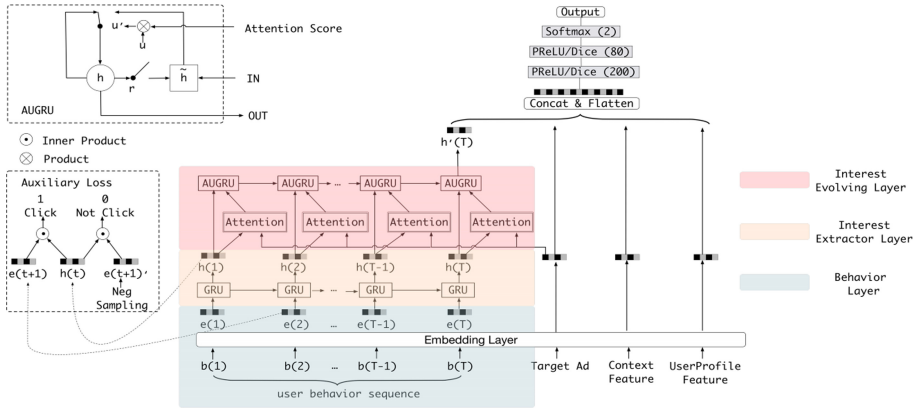 Output
Softmax (2)
PReLU/Dice (80)
PReLU/Dice (200)
Concat & Flatten
u′
u
Attention Score
h
r
h̃
IN
AUGRU
OUT
Inner Product
Product
h′(T)
Auxiliary Loss
1
0
Click
Not Click
e(t+1)
h(t)
e(t+1)′
Neg
Sampling
AUGRU
AUGRU
...
AUGRU
AUGRU
Attention
Attention
Attention
Attention
h(1)
h(2)
h(T-1)
h(T)
GRU
GRU
...
GRU
GRU
e(1)
e(2)
...
e(T-1)
e(T)
Embedding Layer
b(1)
b(2)
...
b(T-1)
b(T)
user behavior sequence
Target Ad
Context
Feature
UserProfile
Feature
Interest
Evolving Layer
Interest
Extractor Layer
Behavior
Layer